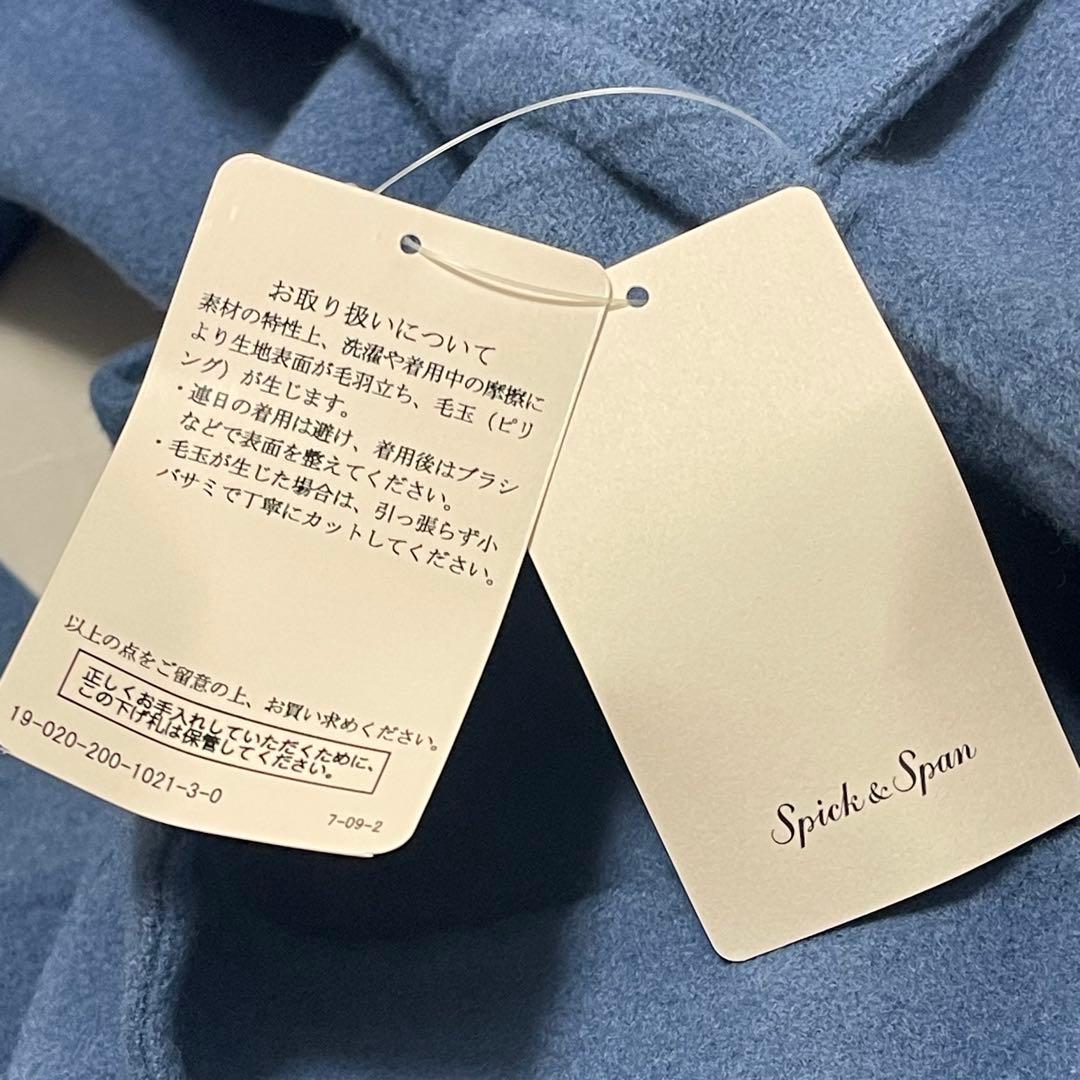 お取り扱いについて
素材の特性上、洗濯や着用中の摩擦に
より生地表面が毛羽立ち、毛玉（ピリ
ング）が生じます。
・連日の着用は避け、着用後はブラシ
などで表面を整えてください。
・毛玉が生じた場合は、引っ張らず小
バサミで丁寧にカットしてください。
以上の点をご留意の上、お買い求めください。
正しくお手入れしていただくために、
この下げ札は保管してください。
19-020-200-1021-3-0
7-09-2
Spick & Span